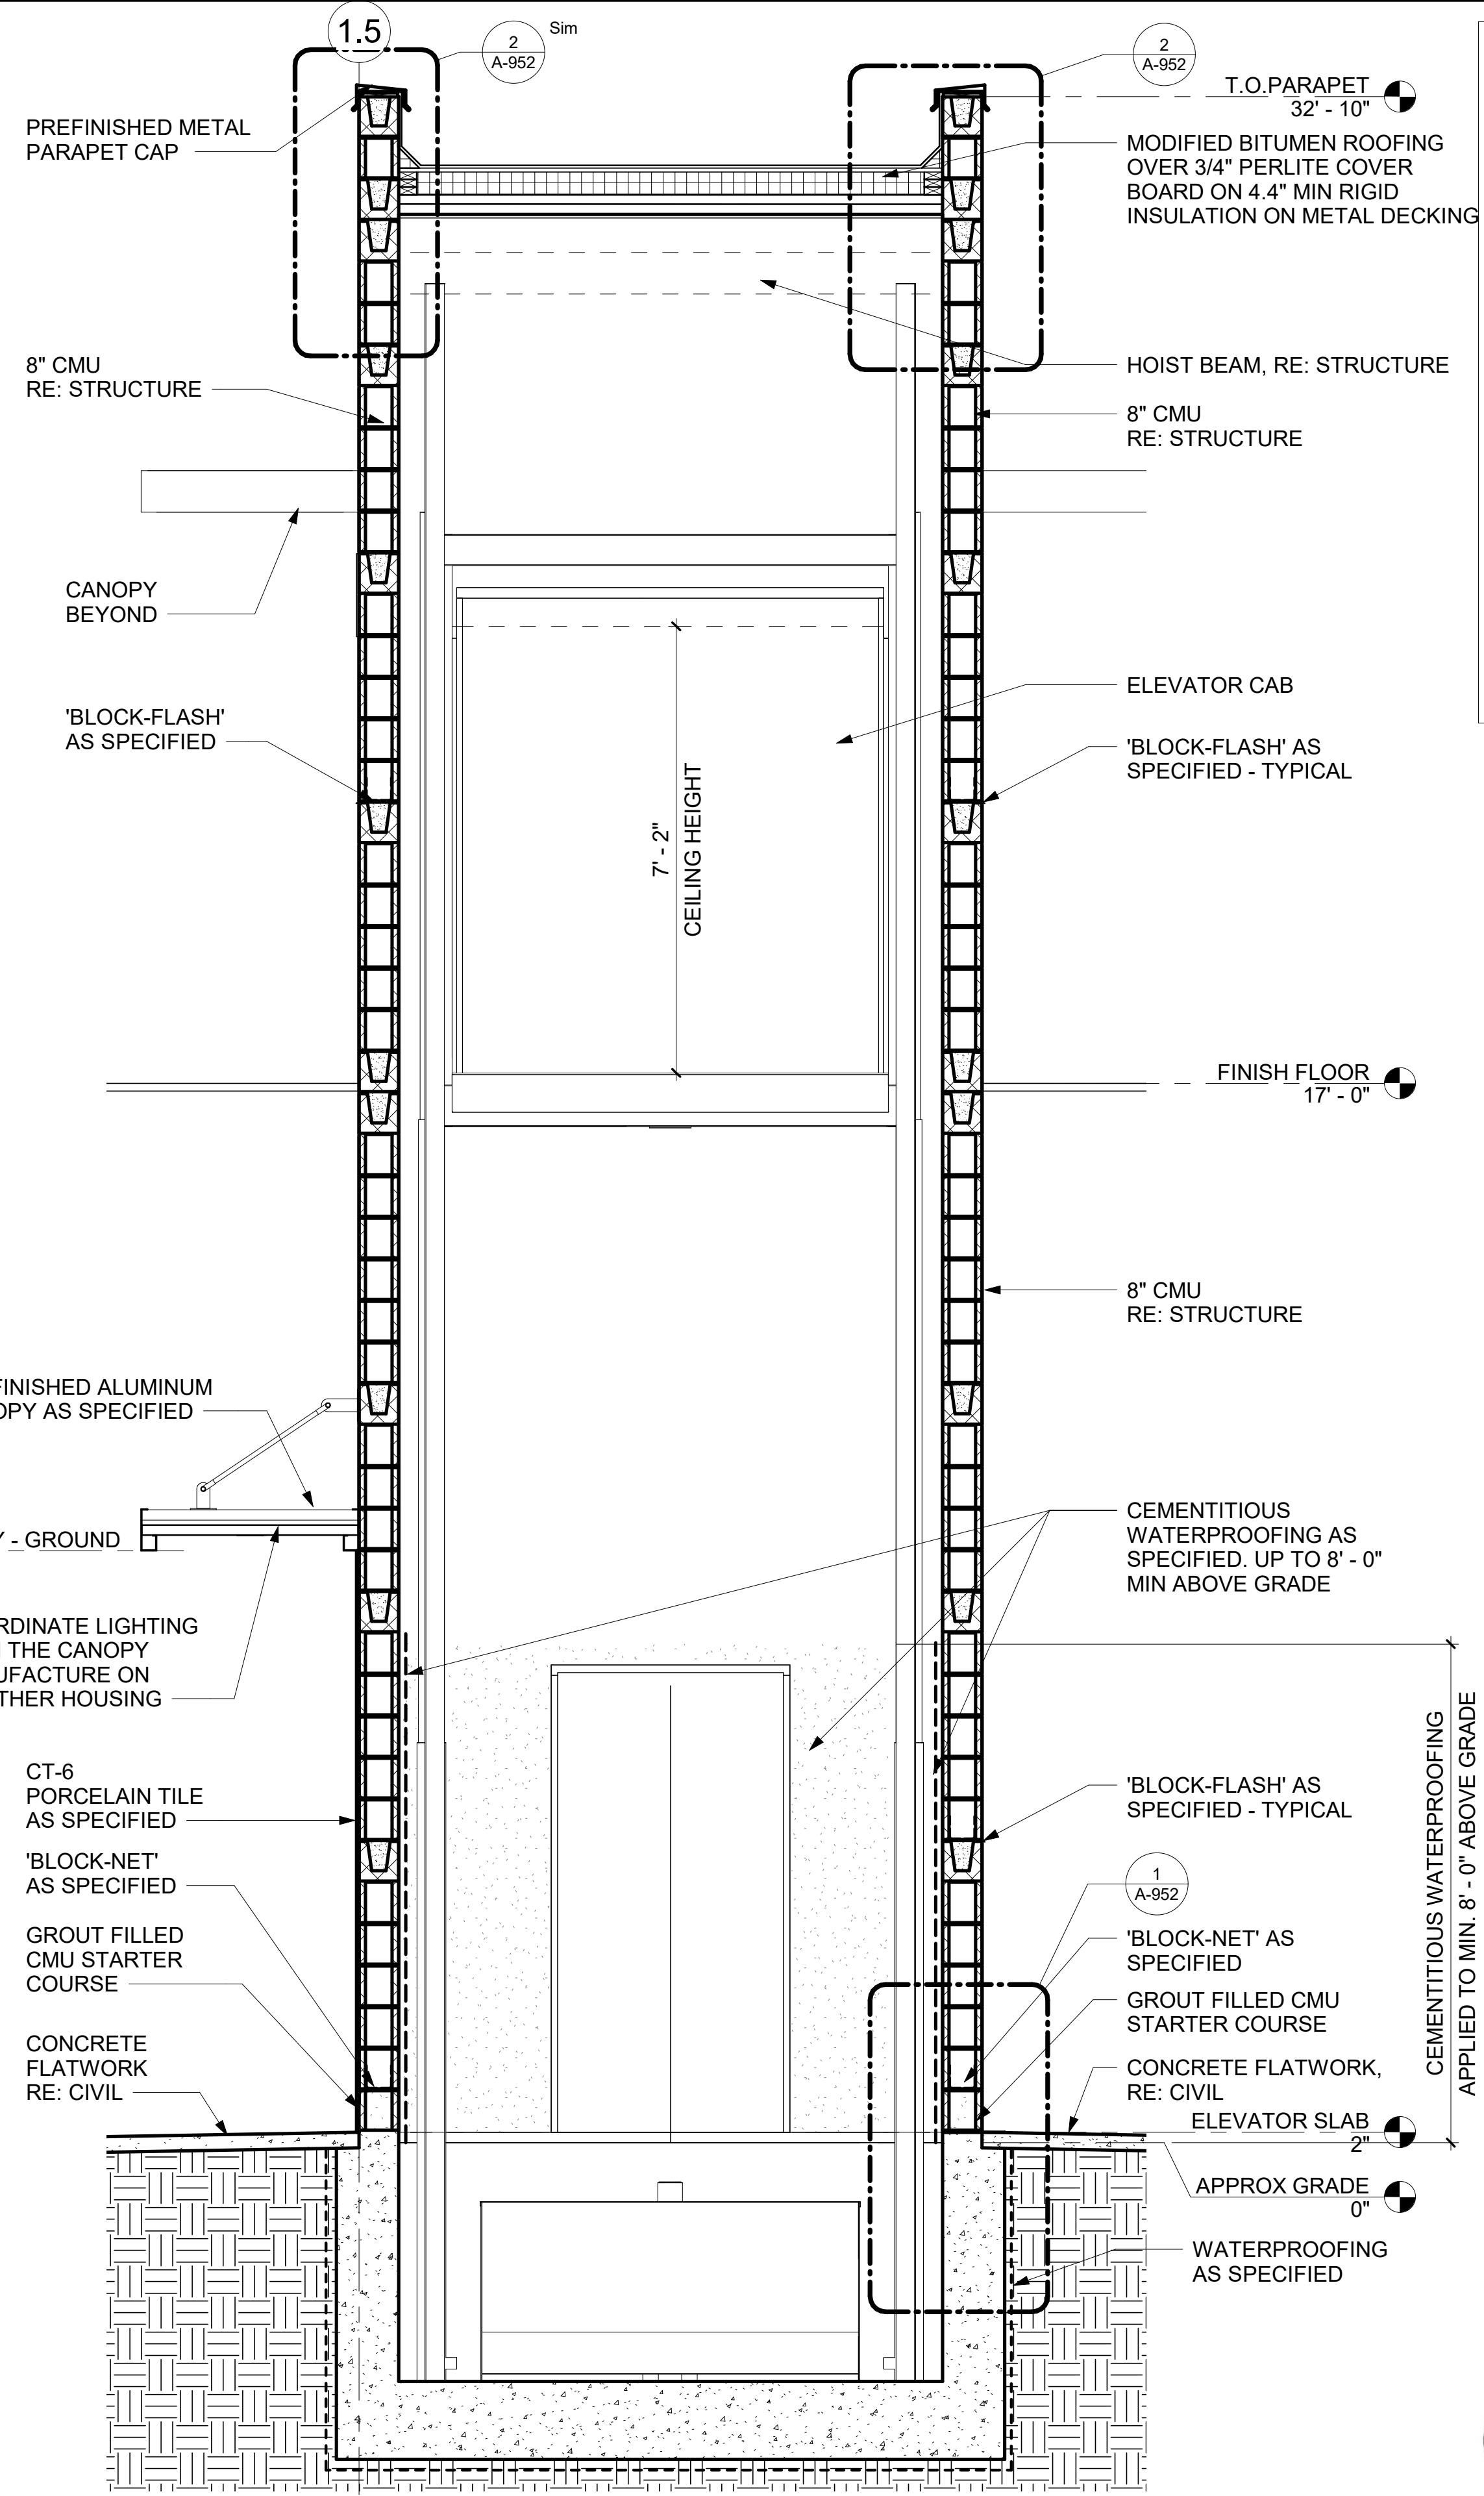 1.5
2
A-952
Sim
2
A-952
T.O.PARAPET
32' - 10"
PREFINISHED METAL
PARAPET CAP
MODIFIED BITUMEN ROOFING
OVER 3/4" PERLITE COVER
BOARD ON 4.4" MIN RIGID
INSULATION ON METAL DECKING
8" CMU
RE: STRUCTURE
HOIST BEAM, RE: STRUCTURE
8" CMU
RE: STRUCTURE
CANOPY
BEYOND
'BLOCK-FLASH'
AS SPECIFIED
ELEVATOR CAB
'BLOCK-FLASH' AS
SPECIFIED - TYPICAL
7' - 2"
CEILING HEIGHT
FINISH FLOOR
17' - 0"
8" CMU
RE: STRUCTURE
FINISHED ALUMINUM
OPY AS SPECIFIED
Y - GROUND
CEMENTITIOUS
WATERPROOFING AS
SPECIFIED. UP TO 8' - 0"
MIN ABOVE GRADE
RDINATE LIGHTING
THE CANOPY
UFACTURE ON
THER HOUSING
CT-6
PORCELAIN TILE
AS SPECIFIED
'BLOCK-NET'
AS SPECIFIED
GROUT FILLED
CMU STARTER
COURSE
CONCRETE
FLATWORK
RE: CIVIL
'BLOCK-FLASH' AS
SPECIFIED - TYPICAL
1
A-952
'BLOCK-NET' AS
SPECIFIED
GROUT FILLED CMU
STARTER COURSE
CONCRETE FLATWORK,
RE: CIVIL
CEMENTITIOUS WATERPROOFING
APPLIED TO MIN. 8' - 0" ABOVE GRADE
ELEVATOR SLAB
2"
APPROX GRADE
0"
WATERPROOFING
AS SPECIFIED